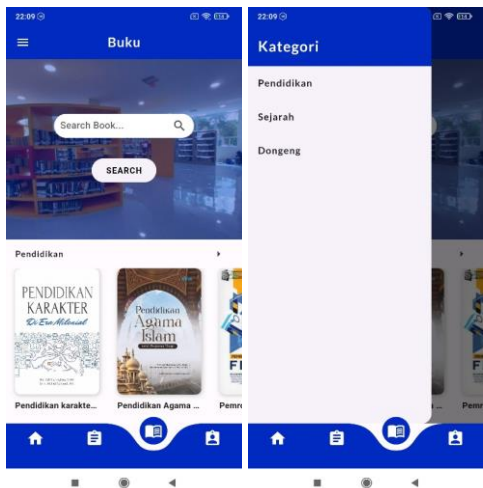 22:09
Buku
Search Book...
SEARCH
Pendidikan
PENDIDIKAN
KARAKTER
Di Era Milenial
Pendidikan
Agama
Islam
Pendidikan karakte...
Pendidikan Agama ...
Pemro
22:09
Kategori
Pendidikan
Sejarah
Dongeng
...
Pemr